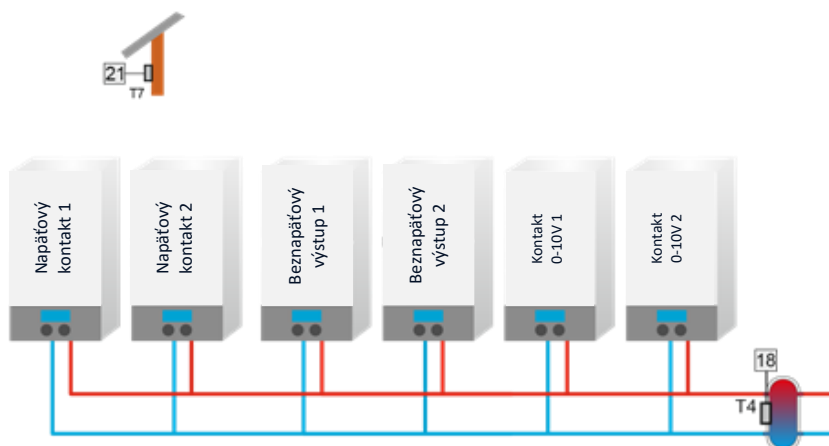 21
T7
Napäťový
kontakt 1
Napäťový
kontakt 2
Beznapäťový
výstup 1
Beznapäťový
výstup 2
Kontakt
0-10V 1
Kontakt
0-10V 2
18
T4